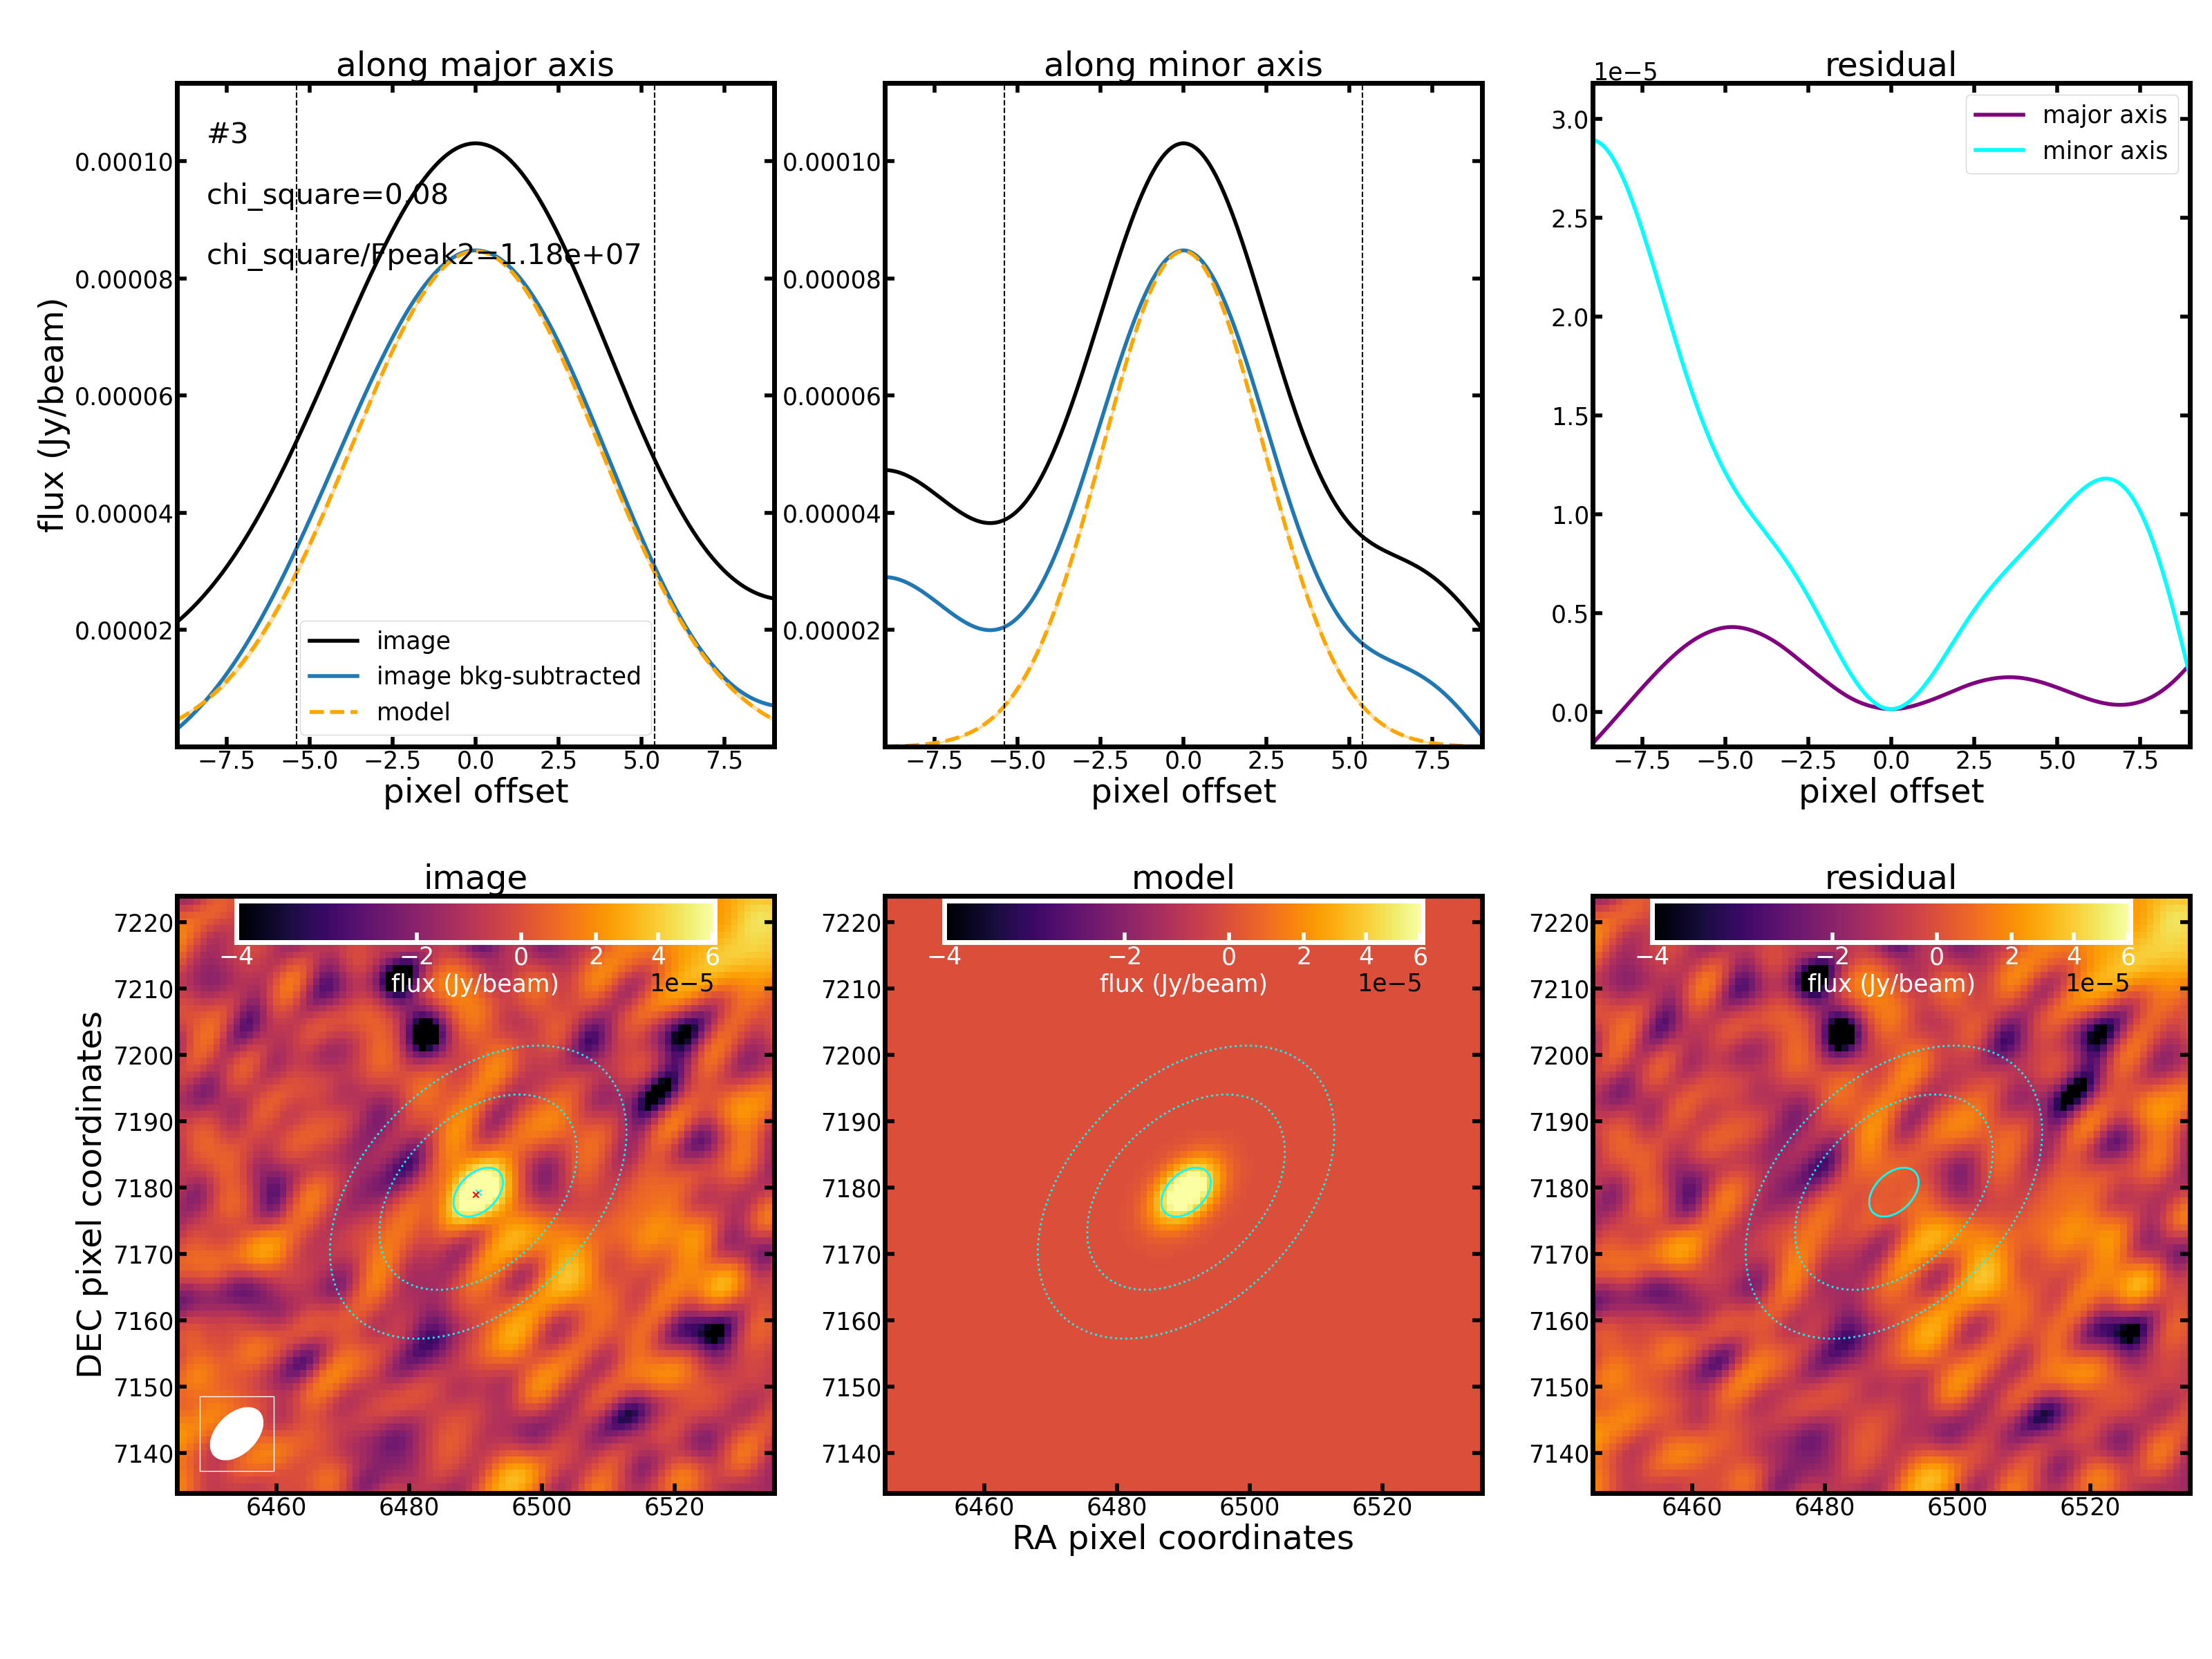 along major axis
along minor axis
residual
1e−5
#3
chi_square=0.08
chi_square/Fpeak2=1.18e+07
flux (Jy/beam)
0.00010
0.00008
0.00006
0.00004
0.00002
image
image bkg-subtracted
model
−7.5 −5.0 −2.5 0.0 2.5 5.0 7.5
pixel offset
0.00010
0.00008
0.00006
0.00004
0.00002
−7.5 −5.0 −2.5 0.0 2.5 5.0 7.5
pixel offset
major axis
minor axis
3.0
2.5
2.0
1.5
1.0
0.5
0.0
−7.5 −5.0 −2.5 0.0 2.5 5.0 7.5
pixel offset
image
−4 −2 0 2 4 6
flux (Jy/beam)
1e−5
DEC pixel coordinates
7220
7210
7200
7190
7180
7170
7160
7150
7140
6460 6480 6500 6520
model
−4 −2 0 2 4 6
flux (Jy/beam)
1e−5
7220
7210
7200
7190
7180
7170
7160
7150
7140
6460 6480 6500 6520
RA pixel coordinates
residual
−4 −2 0 2 4 6
flux (Jy/beam)
1e−5
7220
7210
7200
7190
7180
7170
7160
7150
7140
6460 6480 6500 6520